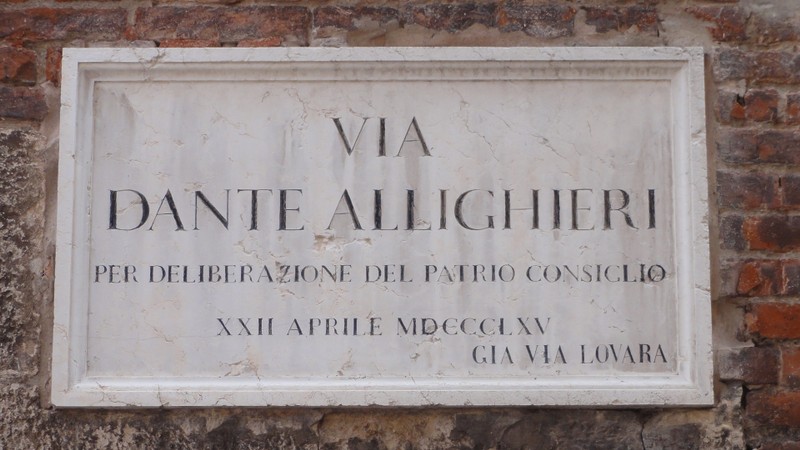 VIA
DANTE ALLIGHIERI
PER DELIBERAZIONE DEL PATRIO CONSIGLIO
XXII APRILE MDCCCLXV
GIA VIA LOVARA